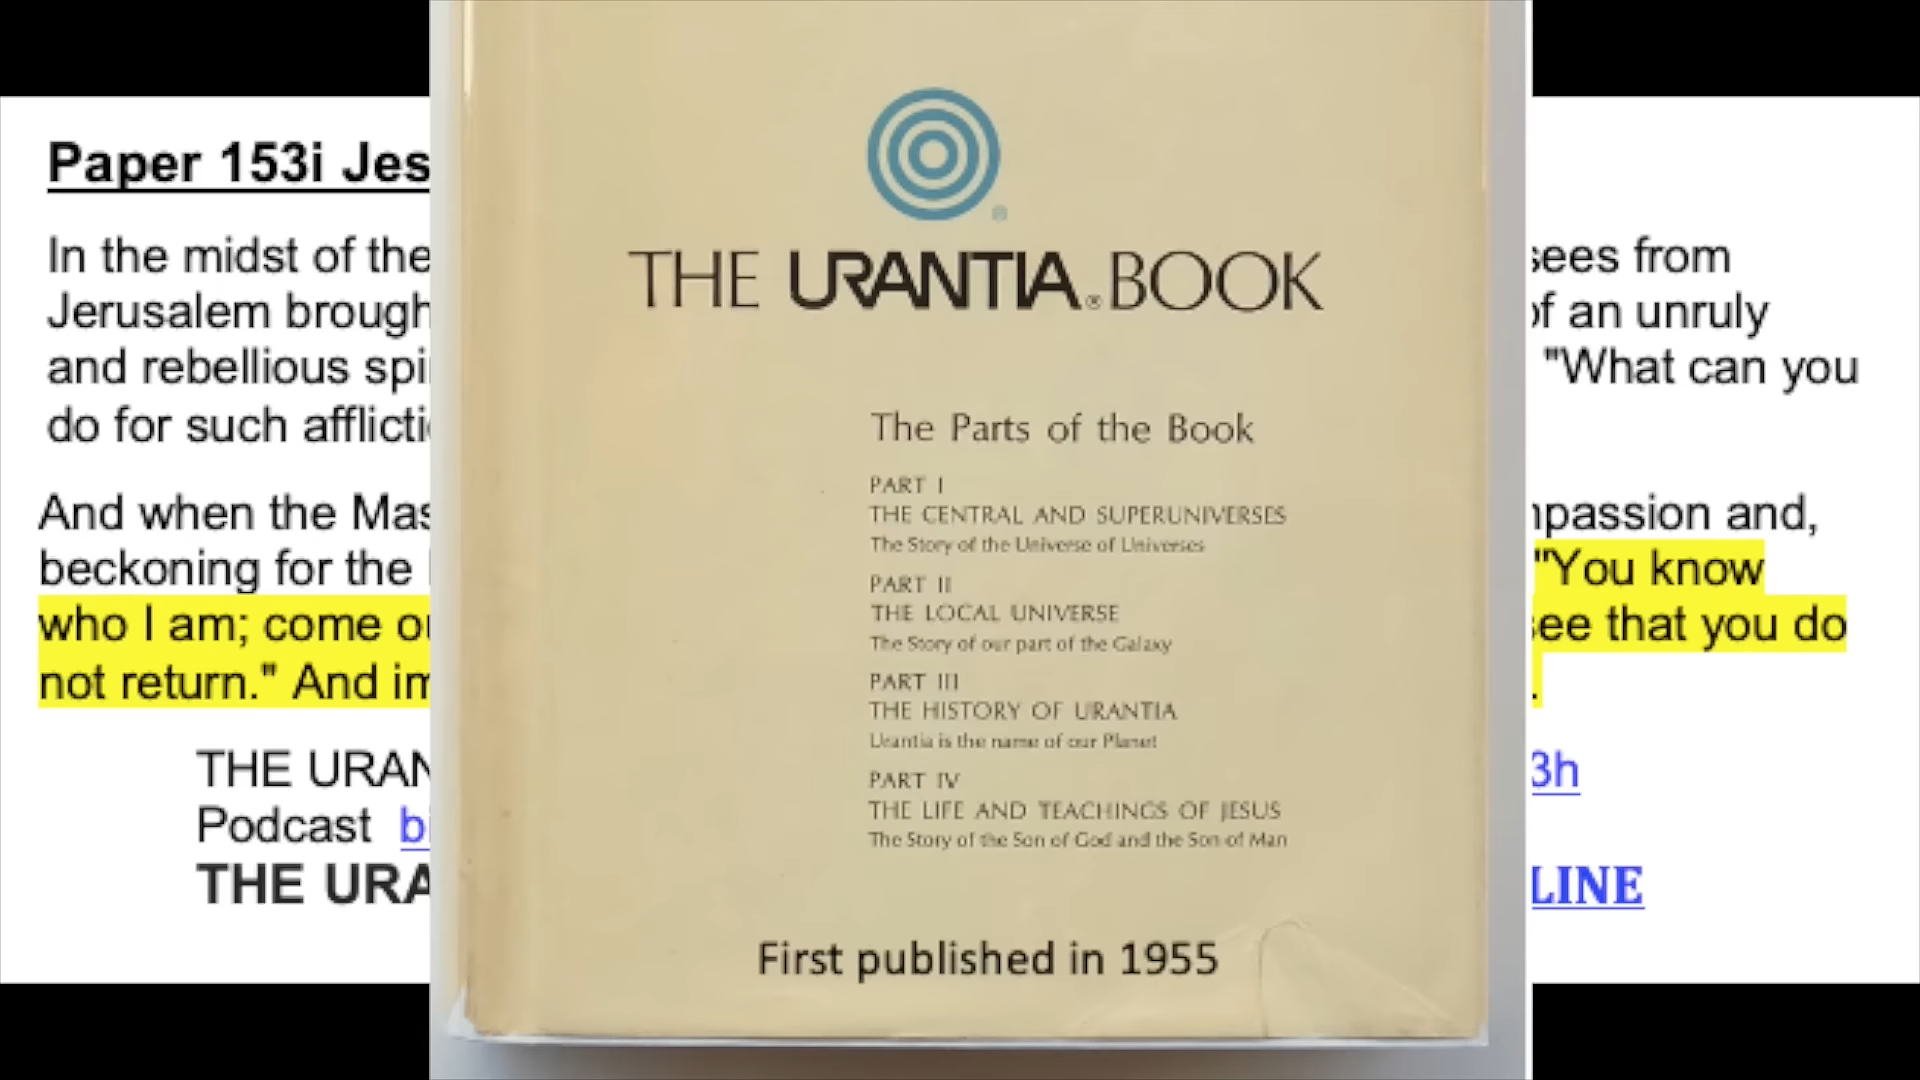 Paper 153i Jes
In the midst of the
Jerusalem brough
and rebellious spi
do for such afflicti
And when the Mas
beckoning for the
who I am; come ou
not return." And im
THE URAN
Podcast b
THE URA
THE URANTIA® BOOK
The Parts of the Book
PART I
THE CENTRAL AND SUPERUNIVERSES
The Story of the Universe of Universes
PART II
THE LOCAL UNIVERSE
The Story of our part of the Galaxy
PART III
THE HISTORY OF URANTIA
Urantia is the name of our Planet
PART IV
THE LIFE AND TEACHINGS OF JESUS
The Story of the Son of God and the Son of Man
First published in 1955
sees from
of an unruly
"What can you
passion and,
"You know
see that you do
.
3h
LINE